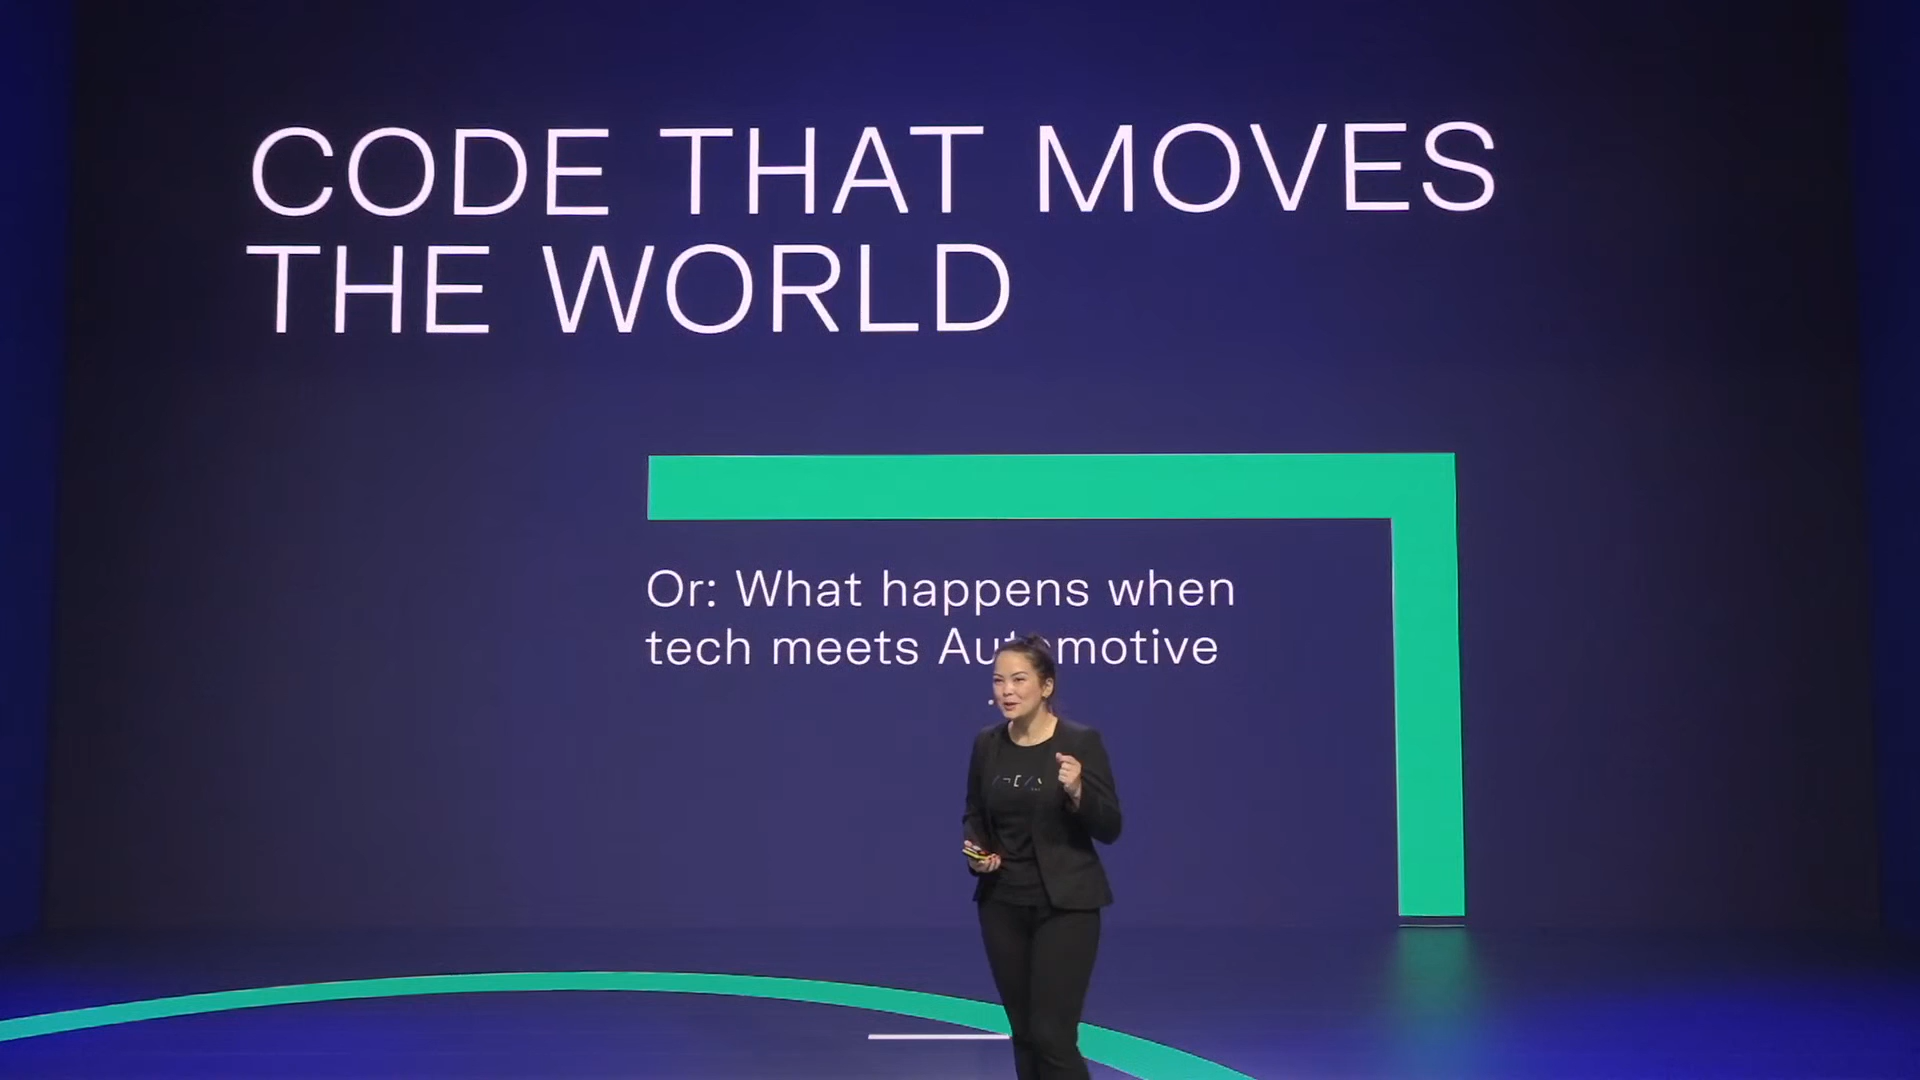 CODE THAT MOVES
THE WORLD
Or: What happens when
tech meets Automotive